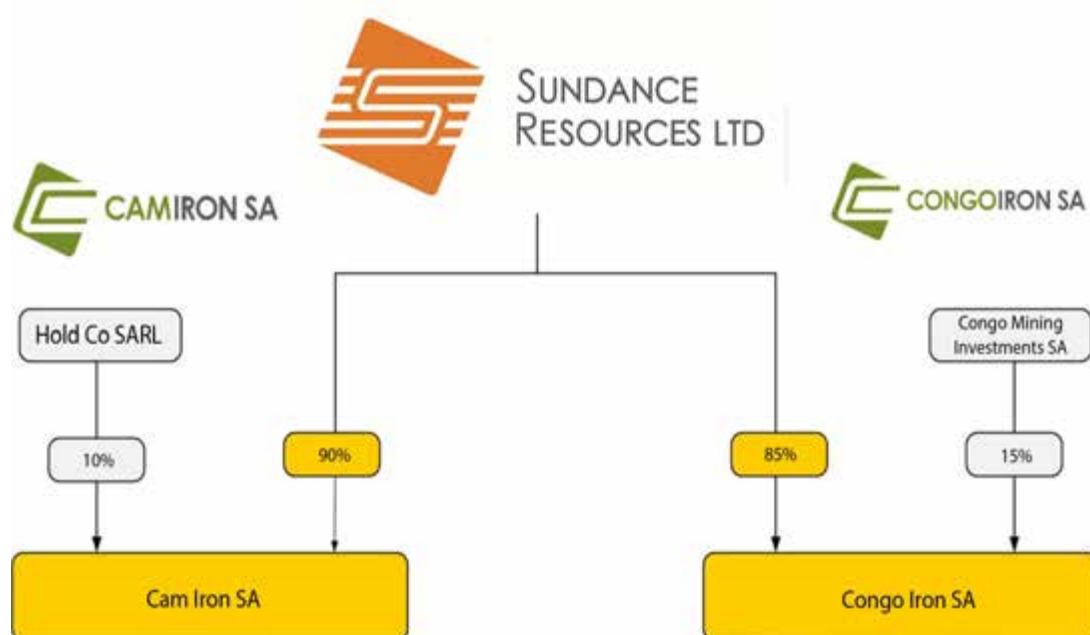 SUNDANCE
RESOURCES LTD
CAMIRON SA
CONGOIRON SA
Hold Co SARL
Congo Mining
Investments SA
10%
90%
85%
15%
Cam Iron SA
Congo Iron SA